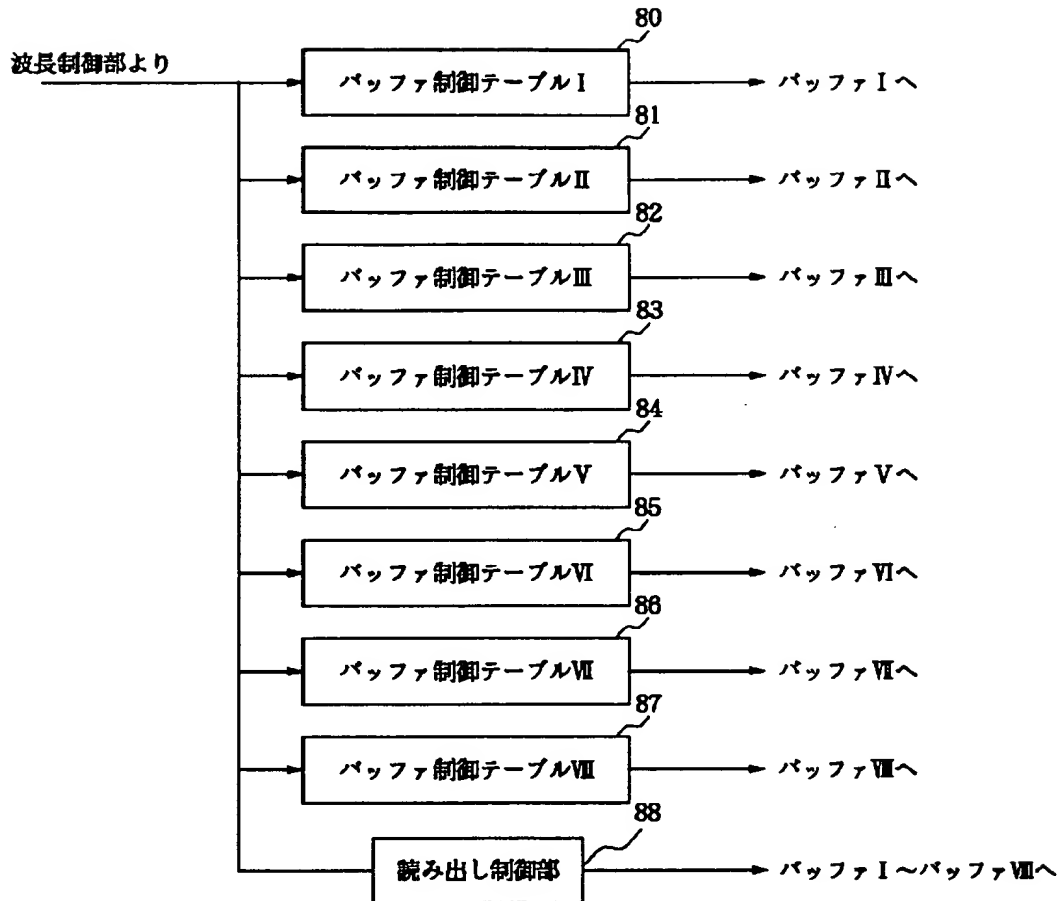 80
波長制御部より
バッファ制御テーブルⅠ
バッファⅠへ
81
バッファ制御テーブルⅡ
バッファⅡへ
82
バッファ制御テーブルⅢ
バッファⅢへ
83
バッファ制御テーブルⅣ
バッファⅣへ
84
バッファ制御テーブルⅤ
バッファⅤへ
85
バッファ制御テーブルⅥ
バッファⅥへ
86
バッファ制御テーブルⅦ
バッファⅦへ
87
バッファ制御テーブルⅧ
バッファⅧへ
88
読み出し制御部
バッファⅠ～バッファⅧへ